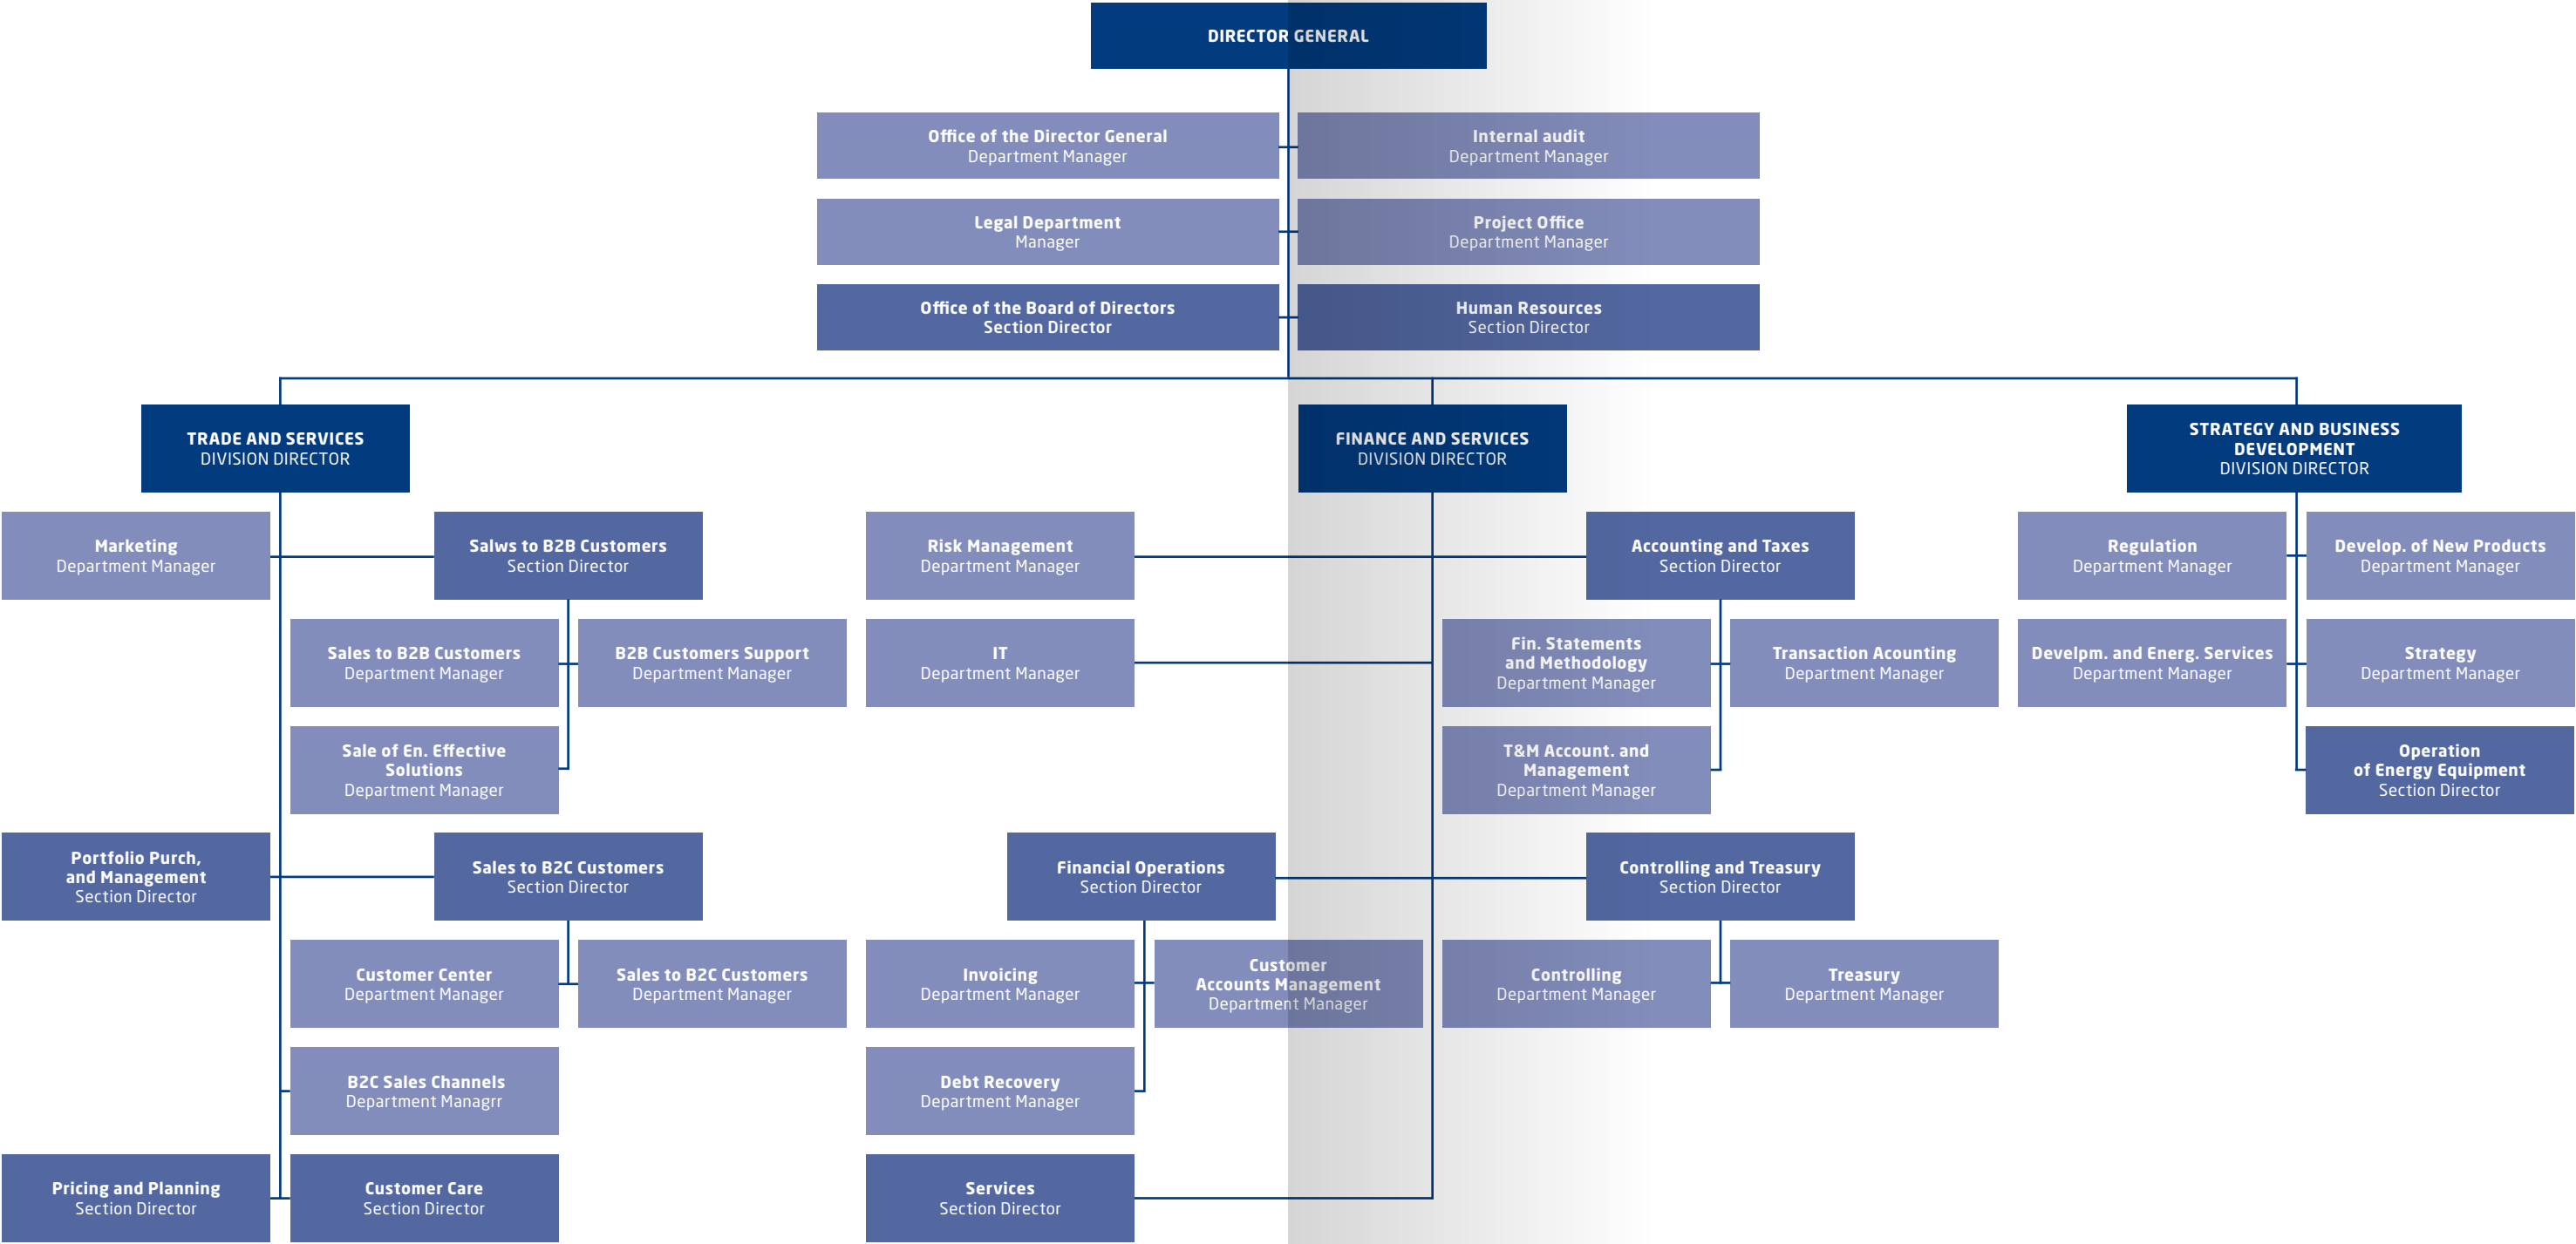 DIRECTOR GENERAL
Office of the Director General
Department Manager
Internal audit
Department Manager
Legal Department
Manager
Project Office
Department Manager
Office of the Board of Directors
Section Director
Human Resources
Section Director
TRADE AND SERVICES
DIVISION DIRECTOR
FINANCE AND SERVICES
DIVISION DIRECTOR
STRATEGY AND BUSINESS
DEVELOPMENT
DIVISION DIRECTOR
Marketing
Department Manager
Salws to B2B Customers
Section Director
Risk Management
Department Manager
Accounting and Taxes
Section Director
Regulation
Department Manager
Develop. of New Products
Department Manager
Sales to B2B Customers
Department Manager
B2B Customers Support
Department Manager
IT
Department Manager
Fin. Statements
and Methodology
Department Manager
Transaction Acounting
Department Manager
Develpm. and Energ. Services
Department Manager
Strategy
Department Manager
Sale of En. Effective
Solutions
Department Manager
T&M Account. and
Management
Department Manager
Operation
of Energy Equipment
Section Director
Portfolio Purch,
and Management
Section Director
Sales to B2C Customers
Section Director
Financial Operations
Section Director
Controlling and Treasury
Section Director
Customer Center
Department Manager
Sales to B2C Customers
Department Manager
Invoicing
Department Manager
Customer
Accounts Management
Department Manager
Controlling
Department Manager
Treasury
Department Manager
B2C Sales Channels
Department Managrr
Debt Recovery
Department Manager
Pricing and Planning
Section Director
Customer Care
Section Director
Services
Section Director